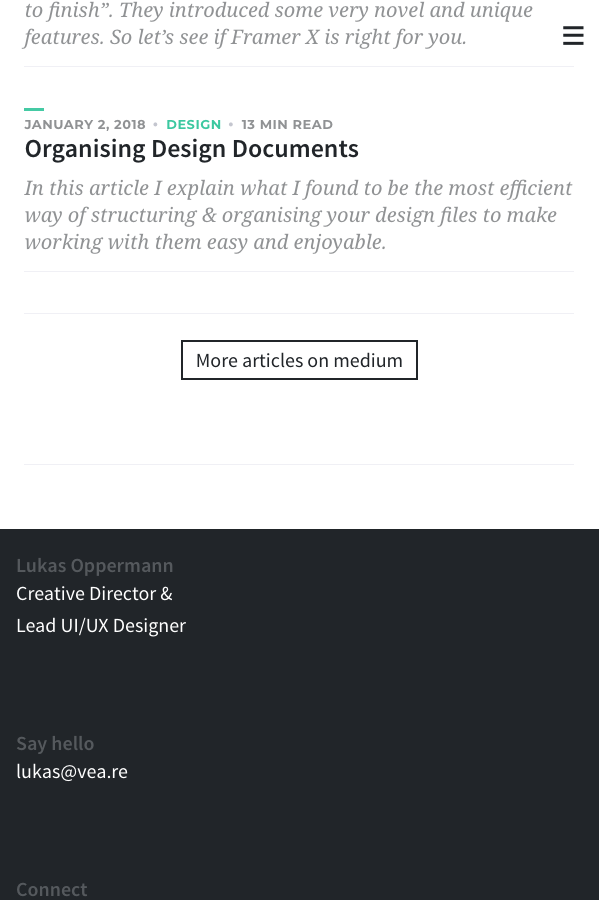 to finish”. They introduced some very novel and unique
features. So let’s see if Framer X is right for you.
JANUARY 2, 2018 • DESIGN • 13 MIN READ
Organising Design Documents
In this article I explain what I found to be the most efficient
way of structuring & organising your design files to make
working with them easy and enjoyable.
More articles on medium
Lukas Oppermann
Creative Director &
Lead UI/UX Designer
Say hello
lukas@vea.re
Connect